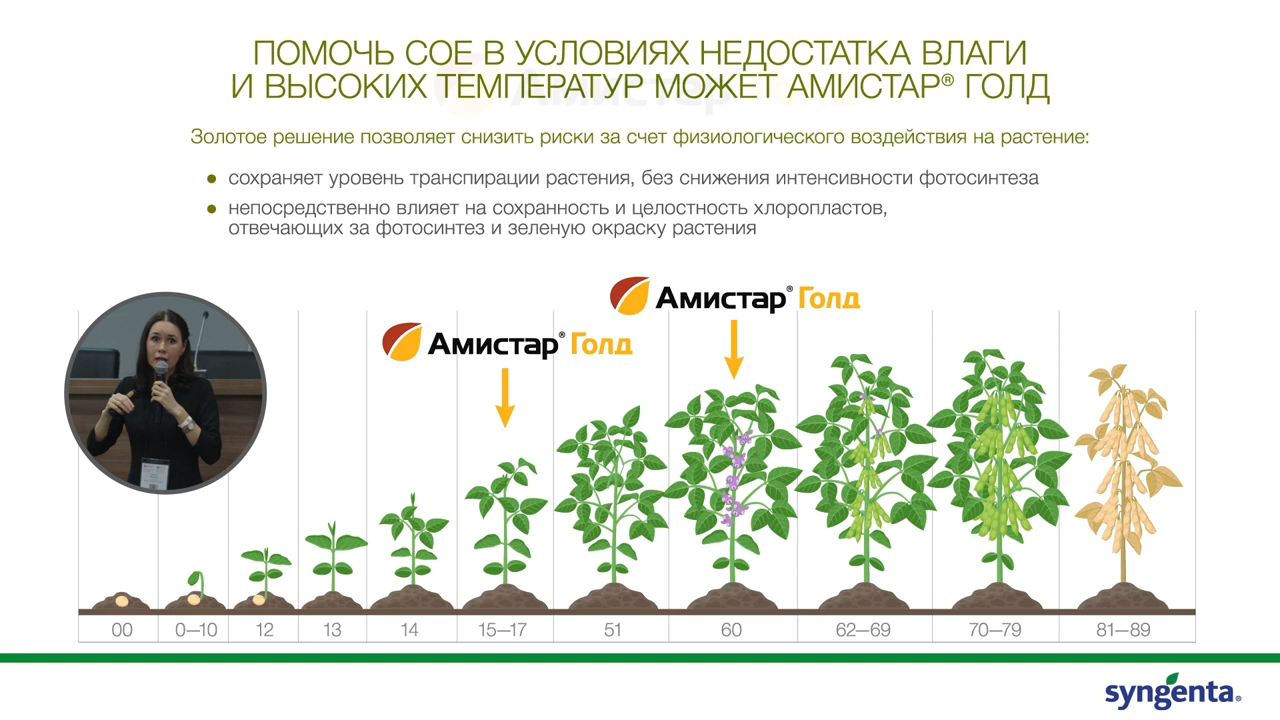 ПОМОЧЬ СОЕ В УСЛОВИЯХ НЕДОСТАТКА ВЛАГИ
И ВЫСОКИХ ТЕМПЕРАТУР МОЖЕТ АМИСТАР® ГОЛД
Золотое решение позволяет снизить риски за счет физиологического воздействия на растение:
● сохраняет уровень транспирации растения, без снижения интенсивности фотосинтеза
● непосредственно влияет на сохранность и целостность хлоропластов,
отвечающих за фотосинтез и зеленую окраску растения
Амистар® Голд
Амистар® Голд
00 0–10 12 13 14 15–17 51 60 62–69 70–79 81–89
syngenta®